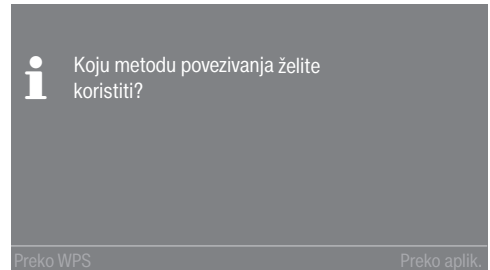 Koju metodu povezivanja želite
koristiti?
Preko WPS
Preko aplik.